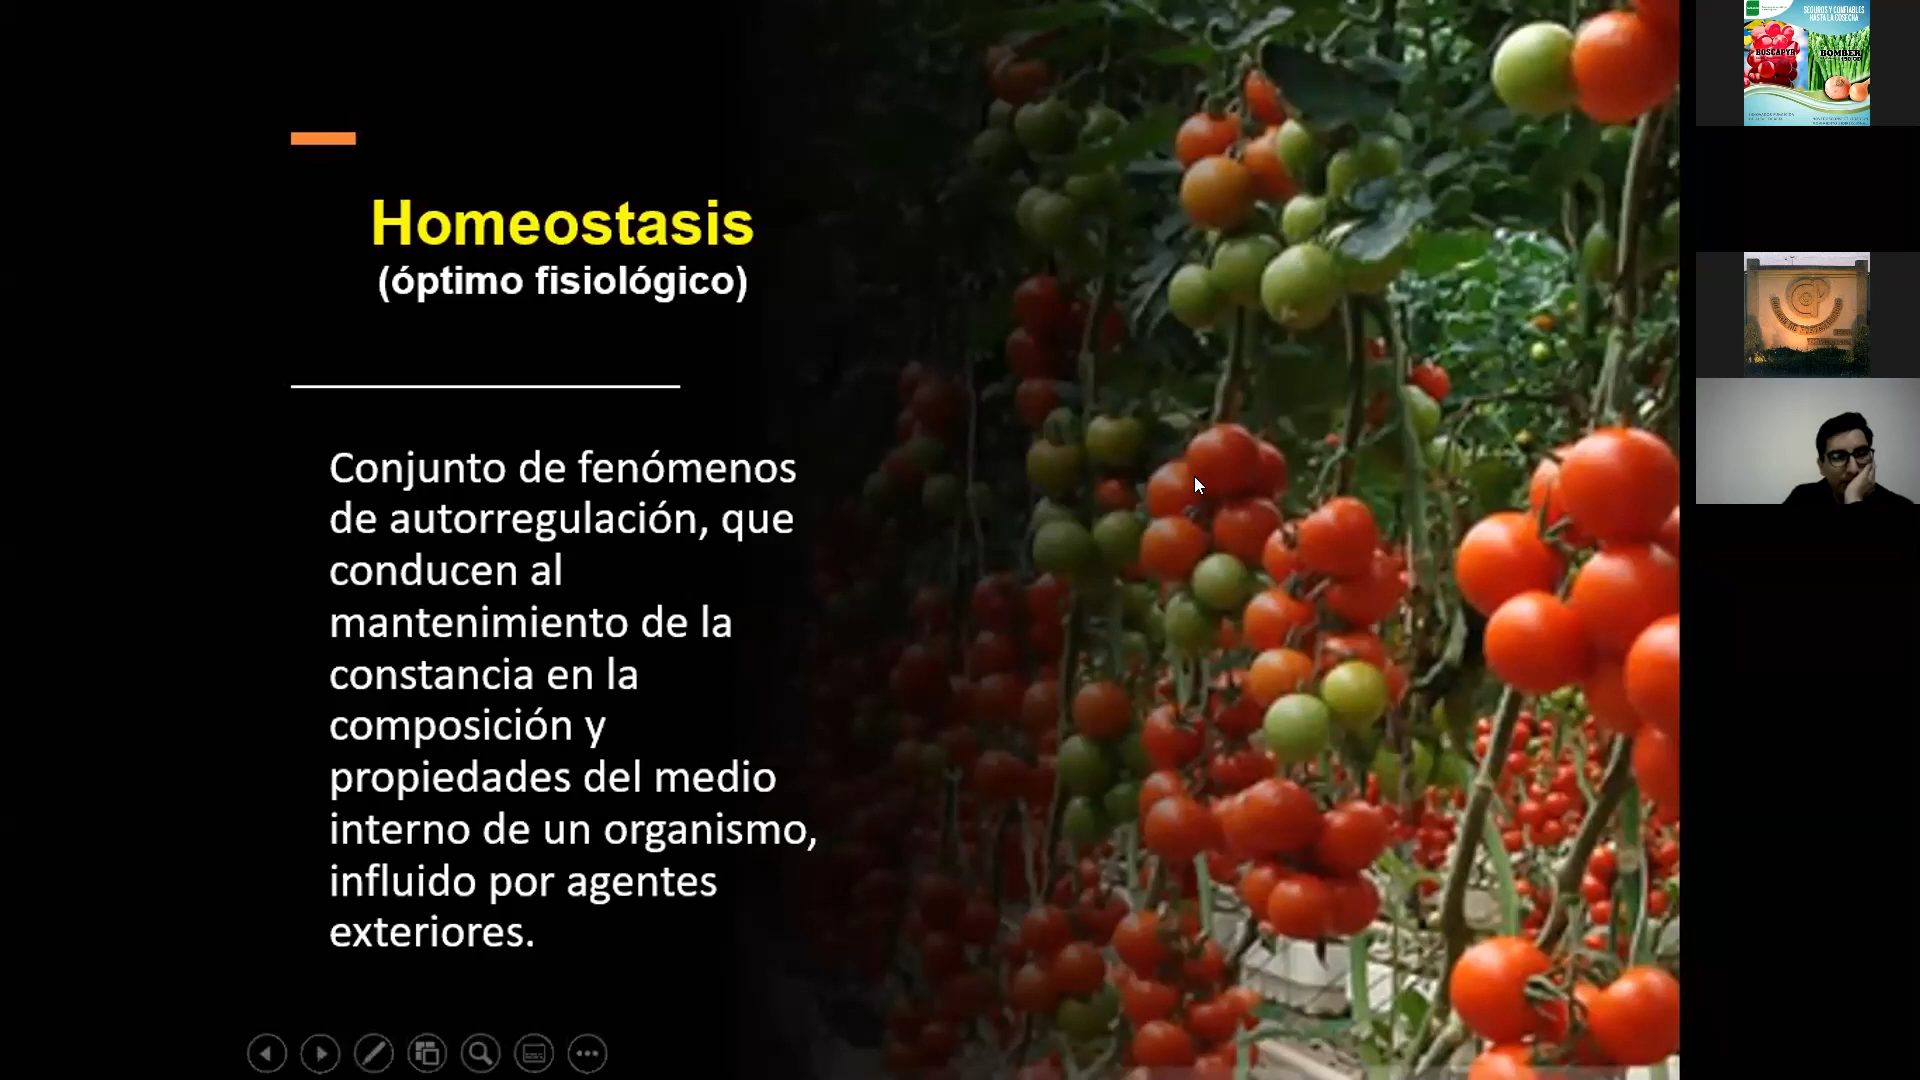 Homeostasis
(óptimo fisiológico)
Conjunto de fenómenos
de autorregulación, que
conducen al
mantenimiento de la
constancia en la
composición y
propiedades del medio
interno de un organismo,
influido por agentes
exteriores.
SEGUROS Y CONFIABLES
HASTA LA COSECHA
BOSCAPYR
BOMBER